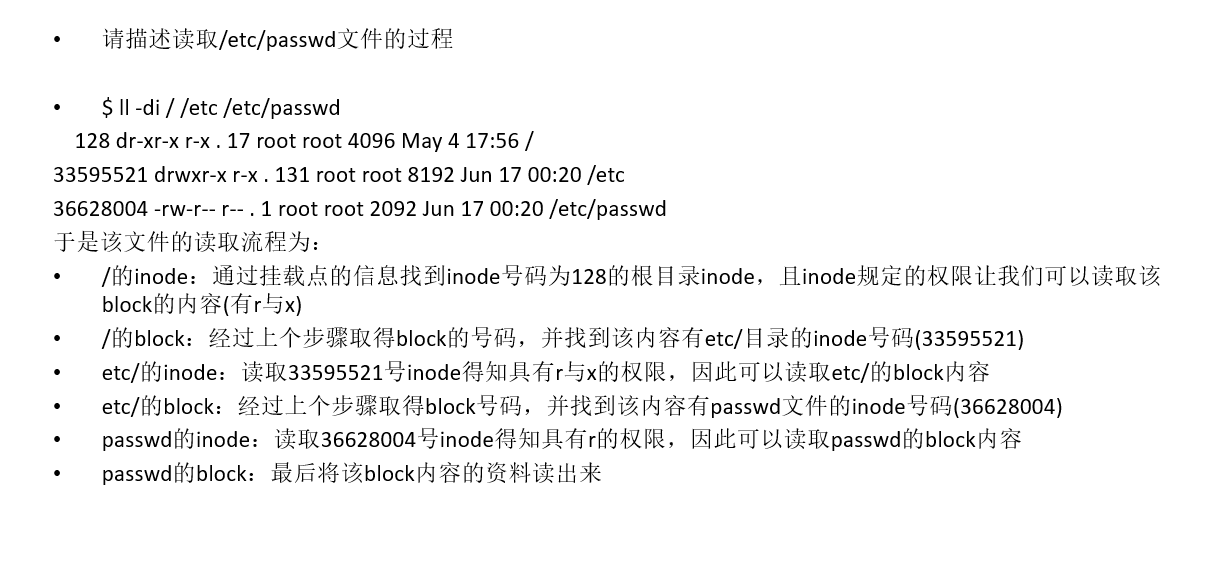 • 请描述读取/etc/passwd文件的过程
• $ ll -di / /etc /etc/passwd
128 dr-xr-x r-x . 17 root root 4096 May 4 17:56 /
33595521 drwxr-x r-x . 131 root root 8192 Jun 17 00:20 /etc
36628004 -rw-r-- r-- . 1 root root 2092 Jun 17 00:20 /etc/passwd
于是该文件的读取流程为：
• /的inode：通过挂载点的信息找到inode号码为128的根目录inode，且inode规定的权限让我们可以读取该
block的内容(有r与x)
• /的block：经过上个步骤取得block的号码，并找到该内容有etc/目录的inode号码(33595521)
• etc/的inode：读取33595521号inode得知具有r与x的权限，因此可以读取etc/的block内容
• etc/的block：经过上个步骤取得block号码，并找到该内容有passwd文件的inode号码(36628004)
• passwd的inode：读取36628004号inode得知具有r的权限，因此可以读取passwd的block内容
• passwd的block：最后将该block内容的资料读出来